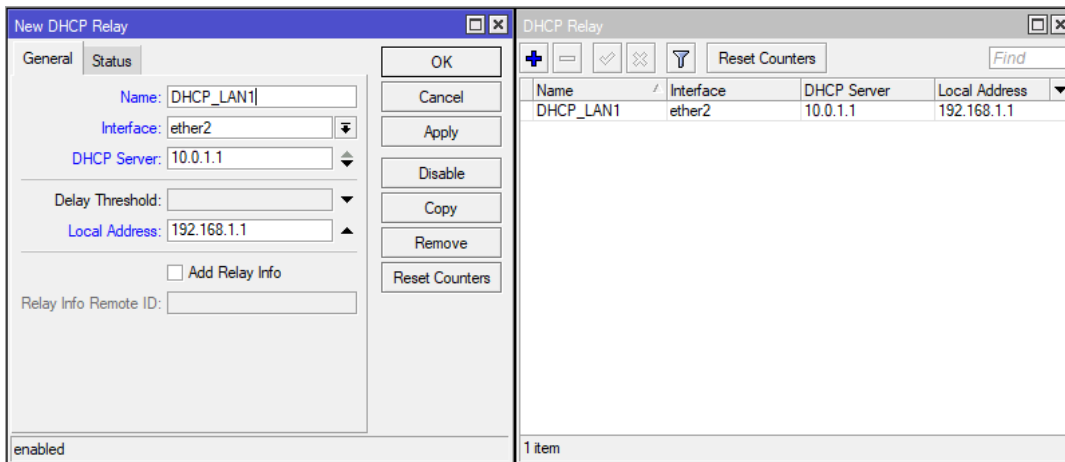 New DHCP Relay
General Status
Name: DHCP_LAN1
Interface: ether2
DHCP Server: 10.0.1.1
Delay Threshold:
Local Address: 192.168.1.1
Add Relay Info
Relay Info Remote ID:
enabled
OK
Cancel
Apply
Disable
Copy
Remove
Reset Counters
DHCP Relay
Reset Counters Find
Name Interface DHCP Server Local Address
DHCP_LAN1 ether2 10.0.1.1 192.168.1.1
1 item